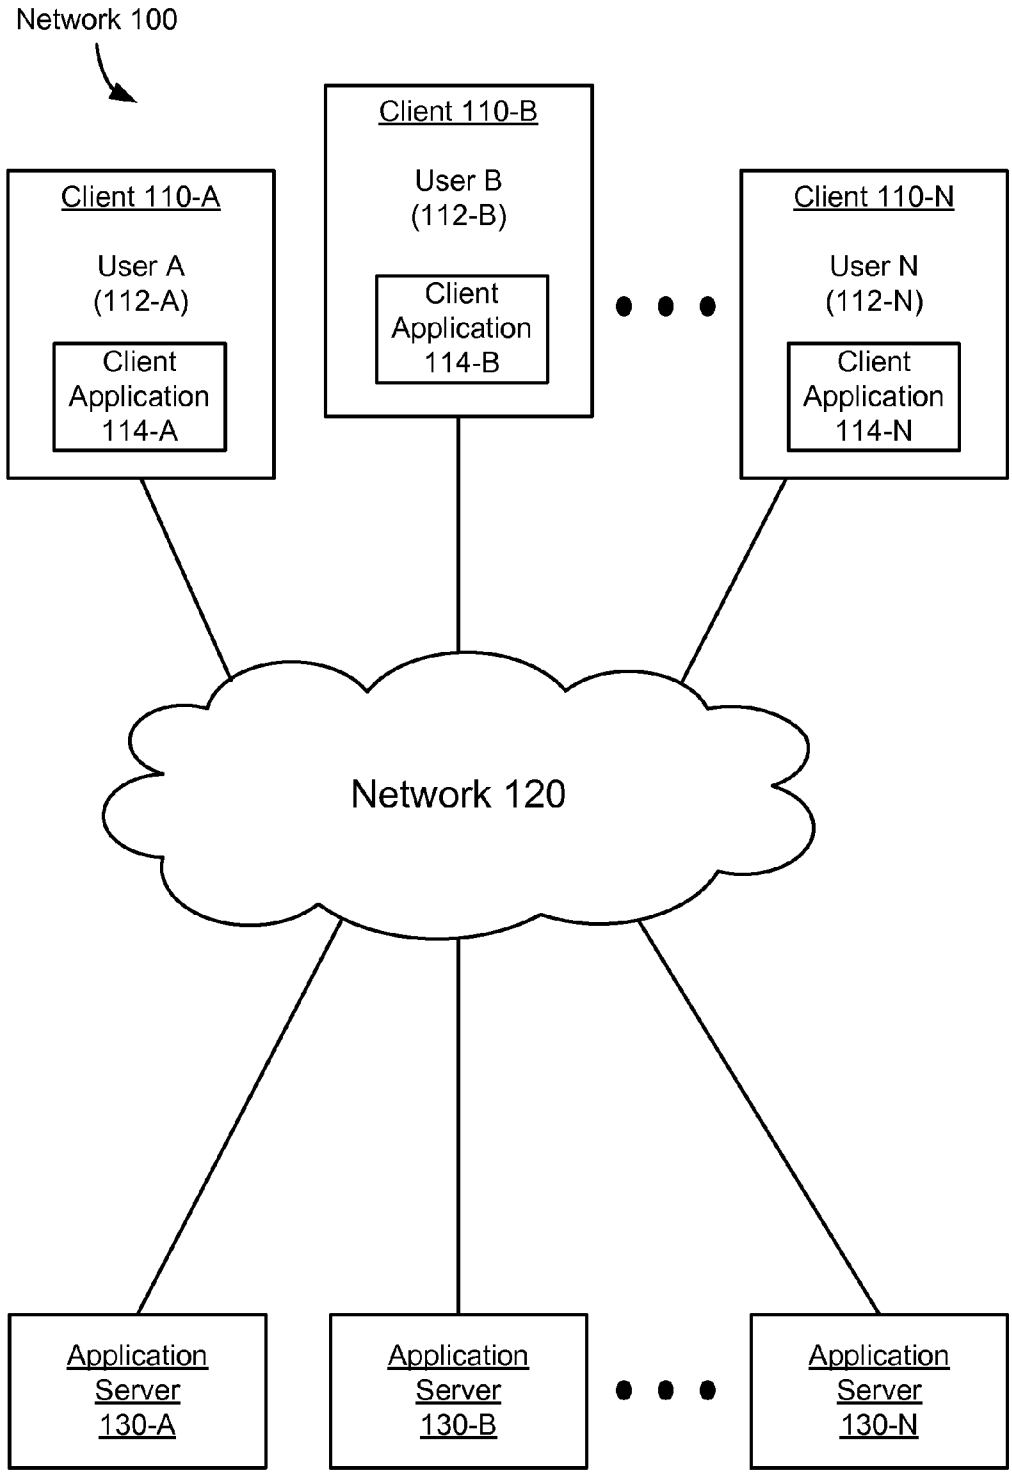 Network 100
Client 110-A
User A
(112-A)
Client
Application
114-A
Client 110-B
User B
(112-B)
Client
Application
114-B
Client 110-N
User N
(112-N)
Client
Application
114-N
Network 120
Application
Server
130-A
Application
Server
130-B
Application
Server
130-N